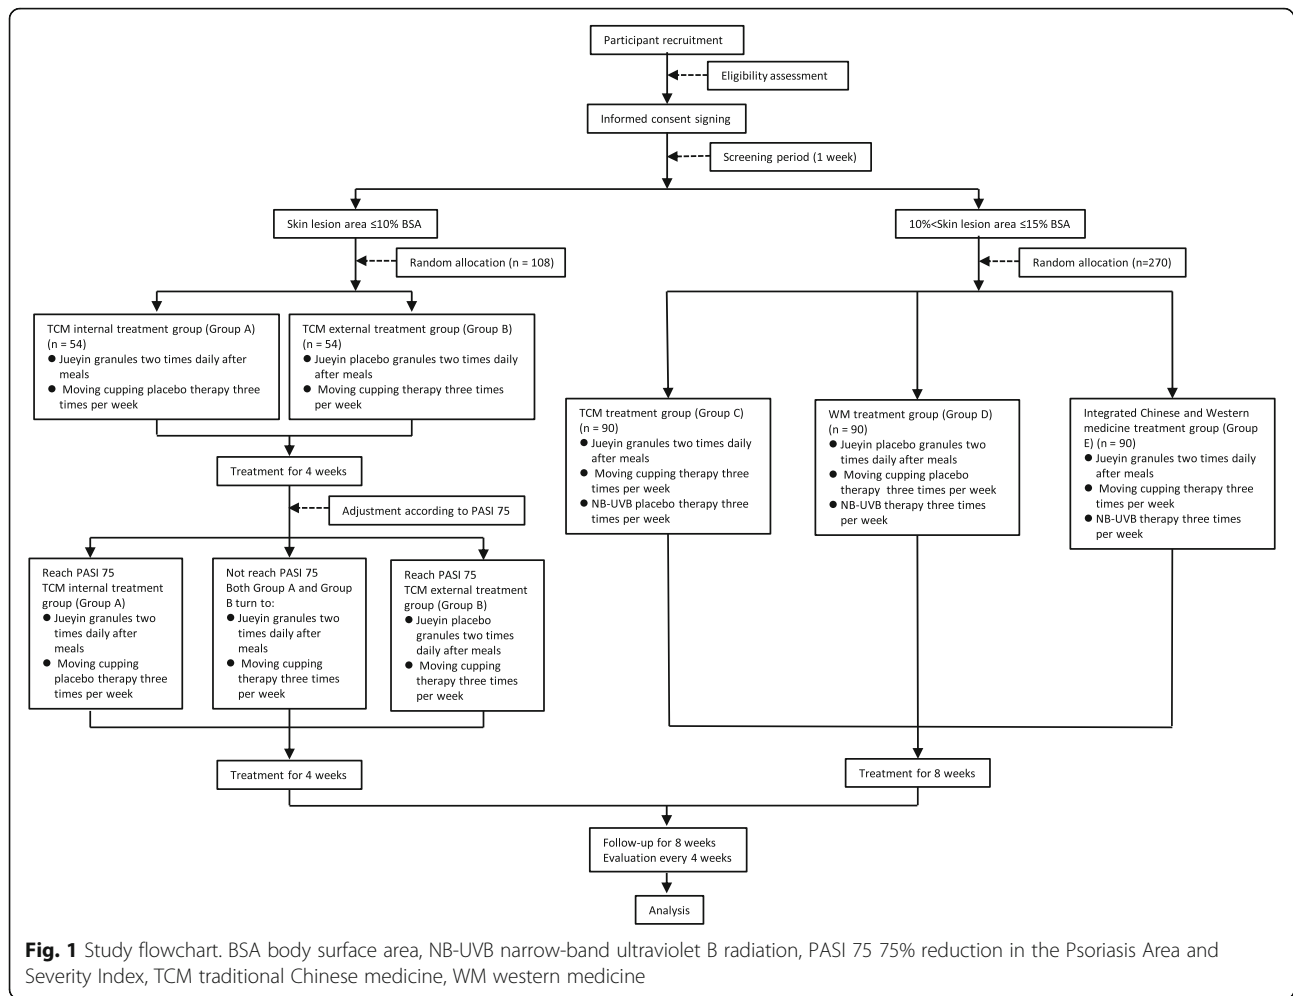 Participant recruitment
Eligibility assessment
Informed consent signing
Screening period (1 week)
Skin lesion area ≤10% BSA
10%<Skin lesion area ≤15% BSA
Random allocation (n = 108)
Random allocation (n=270)
TCM internal treatment group (Group A)
(n = 54)
● Jueyin granules two times daily after
meals
● Moving cupping placebo therapy three
times per week
TCM external treatment group (Group B)
(n = 54)
● Jueyin placebo granules two times daily
after meals
● Moving cupping therapy three times
per week
TCM treatment group (Group C)
(n = 90)
● Jueyin granules two times daily
after meals
● Moving cupping therapy three
times per week
● NB-UVB placebo therapy three
times per week
WM treatment group (Group D)
(n = 90)
● Jueyin placebo granules two
times daily after meals
● Moving cupping placebo
therapy three times per week
● NB-UVB therapy three times
per week
Integrated Chinese and Western
medicine treatment group (Group
E) (n = 90)
● Jueyin granules two times daily
after meals
● Moving cupping therapy three
times per week
● NB-UVB therapy three times
per week
Treatment for 4 weeks
Adjustment according to PASI 75
Reach PASI 75
TCM internal treatment
group (Group A)
● Jueyin granules two
times daily after
meals
● Moving cupping
placebo therapy three
times per week
Not reach PASI 75
Both Group A and Group
B turn to:
● Jueyin granules two
times daily after
meals
● Moving cupping
therapy three times
per week
Reach PASI 75
TCM external treatment
group (Group B)
● Jueyin placebo
granules two times
daily after meals
● Moving cupping
therapy three times
per week
Treatment for 4 weeks
Treatment for 8 weeks
Follow-up for 8 weeks
Evaluation every 4 weeks
Analysis
Fig. 1 Study flowchart. BSA body surface area, NB-UVB narrow-band ultraviolet B radiation, PASI 75 75% reduction in the Psoriasis Area and
Severity Index, TCM traditional Chinese medicine, WM western medicine